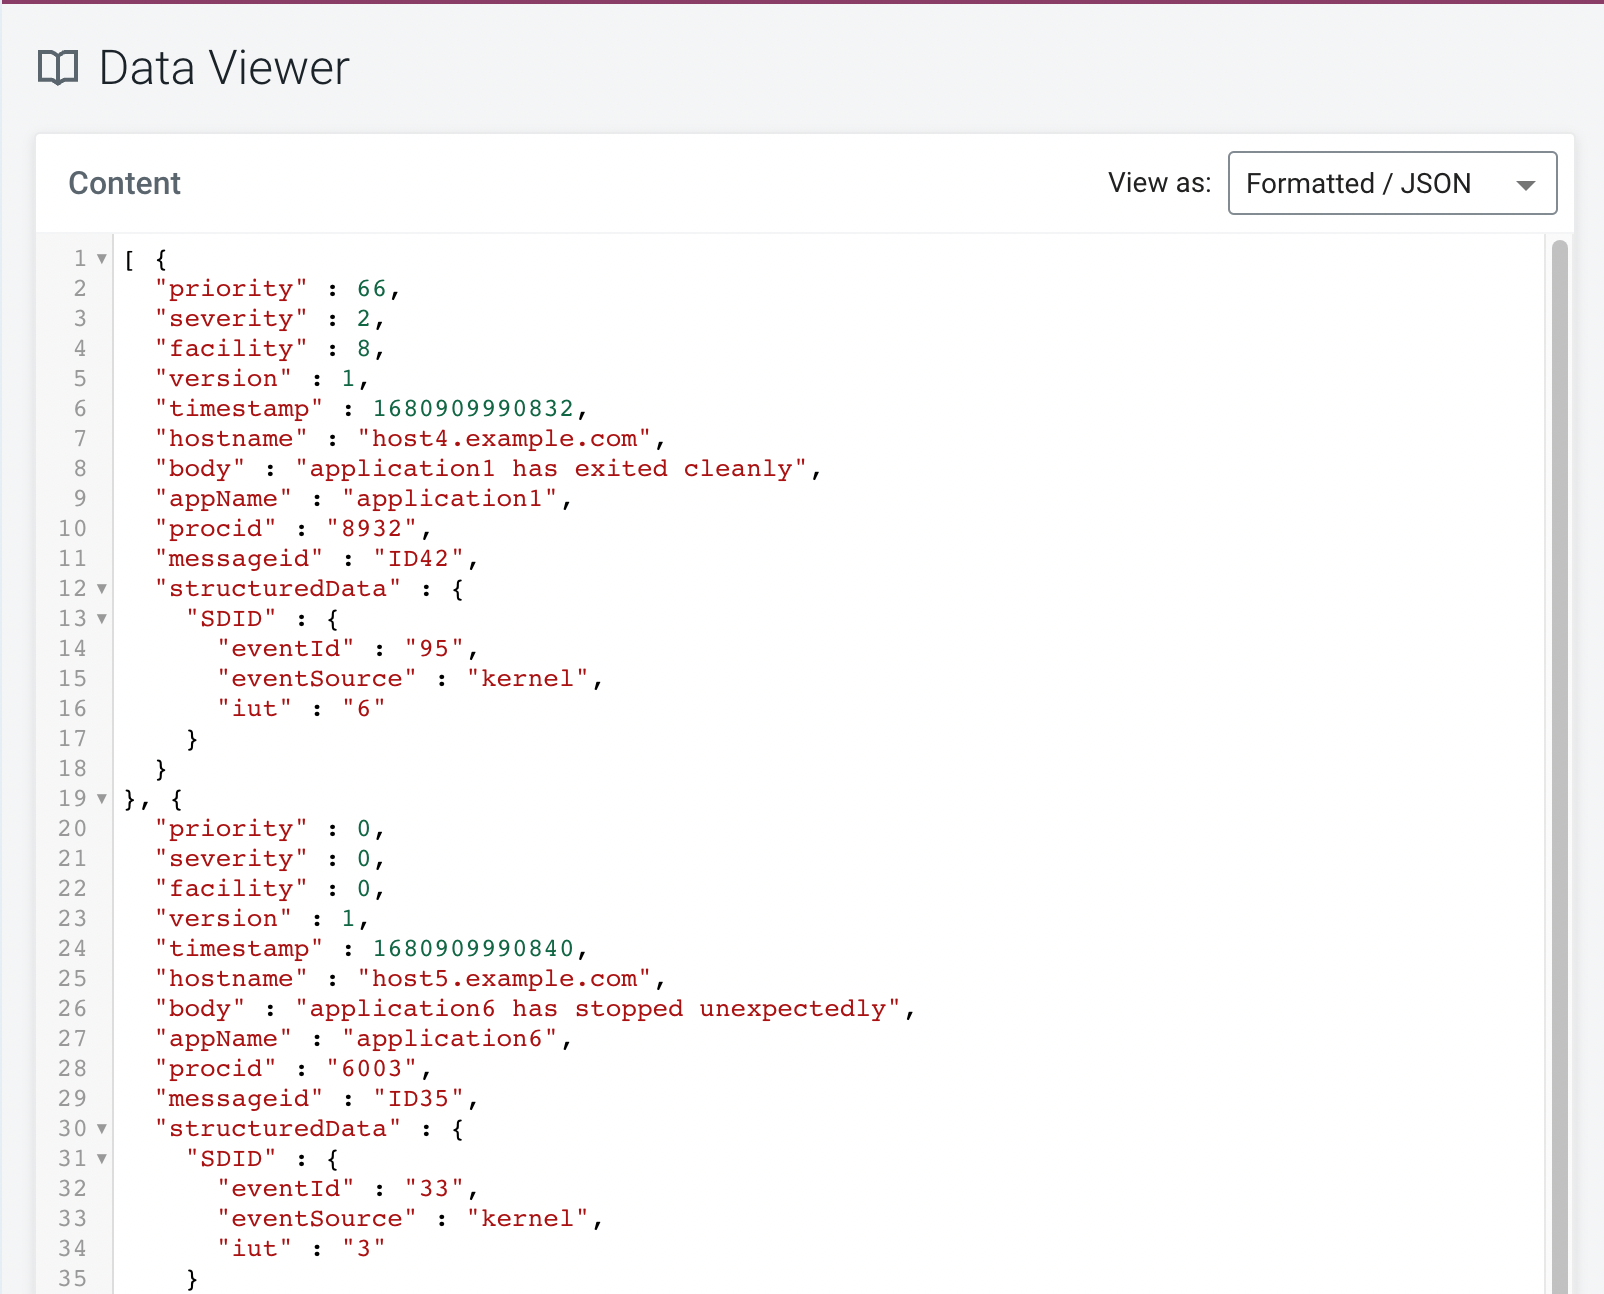 Data Viewer
Content View as: Formatted / JSON
1 [ {
2 "priority" : 66,
3 "severity" : 2,
4 "facility" : 8,
5 "version" : 1,
6 "timestamp" : 1680909990832,
7 "hostname" : "host4.example.com",
8 "body" : "application1 has exited cleanly",
9 "appName" : "application1",
10 "procid" : "8932",
11 "messageid" : "ID42",
12 "structuredData" : {
13 "SDID" : {
14 "eventId" : "95",
15 "eventSource" : "kernel",
16 "iut" : "6"
17 }
18 }
19 }, {
20 "priority" : 0,
21 "severity" : 0,
22 "facility" : 0,
23 "version" : 1,
24 "timestamp" : 1680909990840,
25 "hostname" : "host5.example.com",
26 "body" : "application6 has stopped unexpectedly",
27 "appName" : "application6",
28 "procid" : "6003",
29 "messageid" : "ID35",
30 "structuredData" : {
31 "SDID" : {
32 "eventId" : "33",
33 "eventSource" : "kernel",
34 "iut" : "3"
35 }